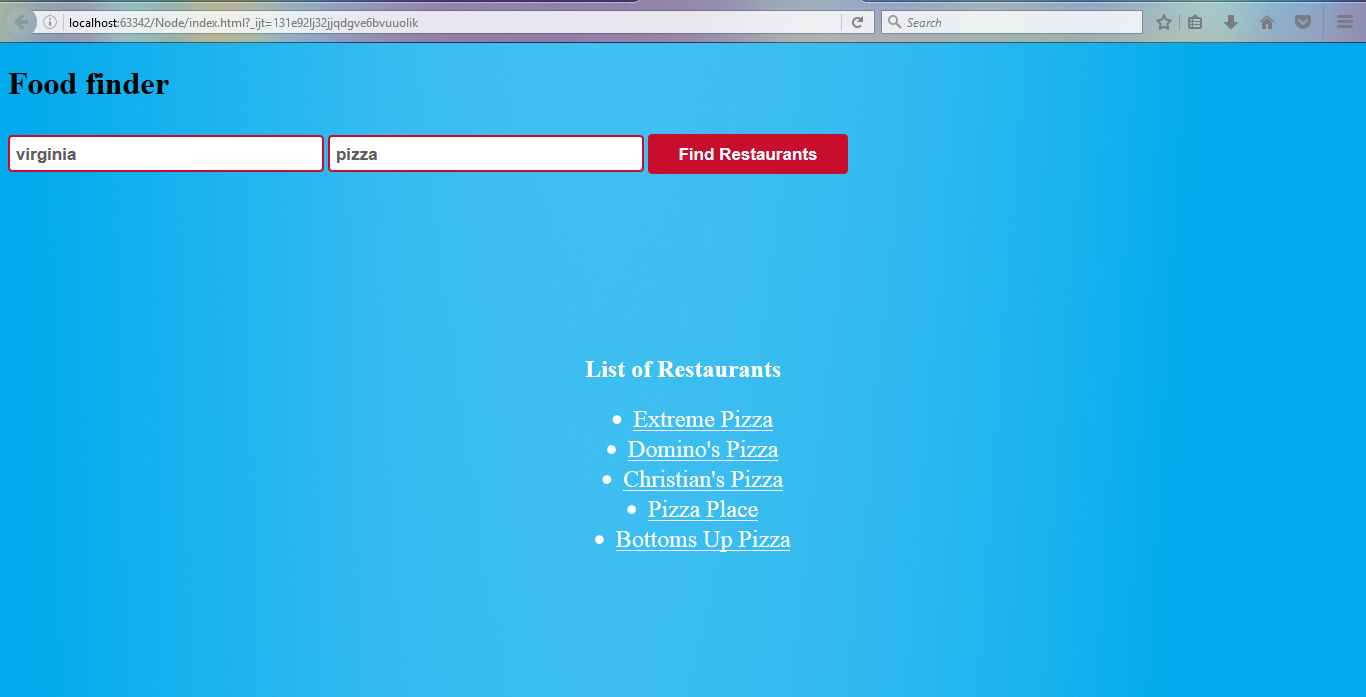 localhost:63342/Node/index.html?_ijt=131e92lj32jjqdgve6bvuuolik
Search
Food finder
virginia pizza Find Restaurants
List of Restaurants
• Extreme Pizza
• Domino's Pizza
• Christian's Pizza
• Pizza Place
• Bottoms Up Pizza